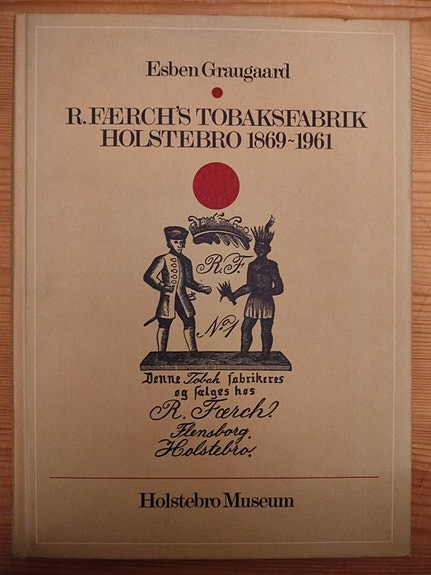 Esben Graugaard
R. FÆRCH'S TOBAKSFABRIK
HOLSTEBRO 1869~1961
R. F
No 1
Denne Tobak fabrikeres
og sælges hos
R. Færch.
Flensborg.
Holstebro.
Holstebro Museum